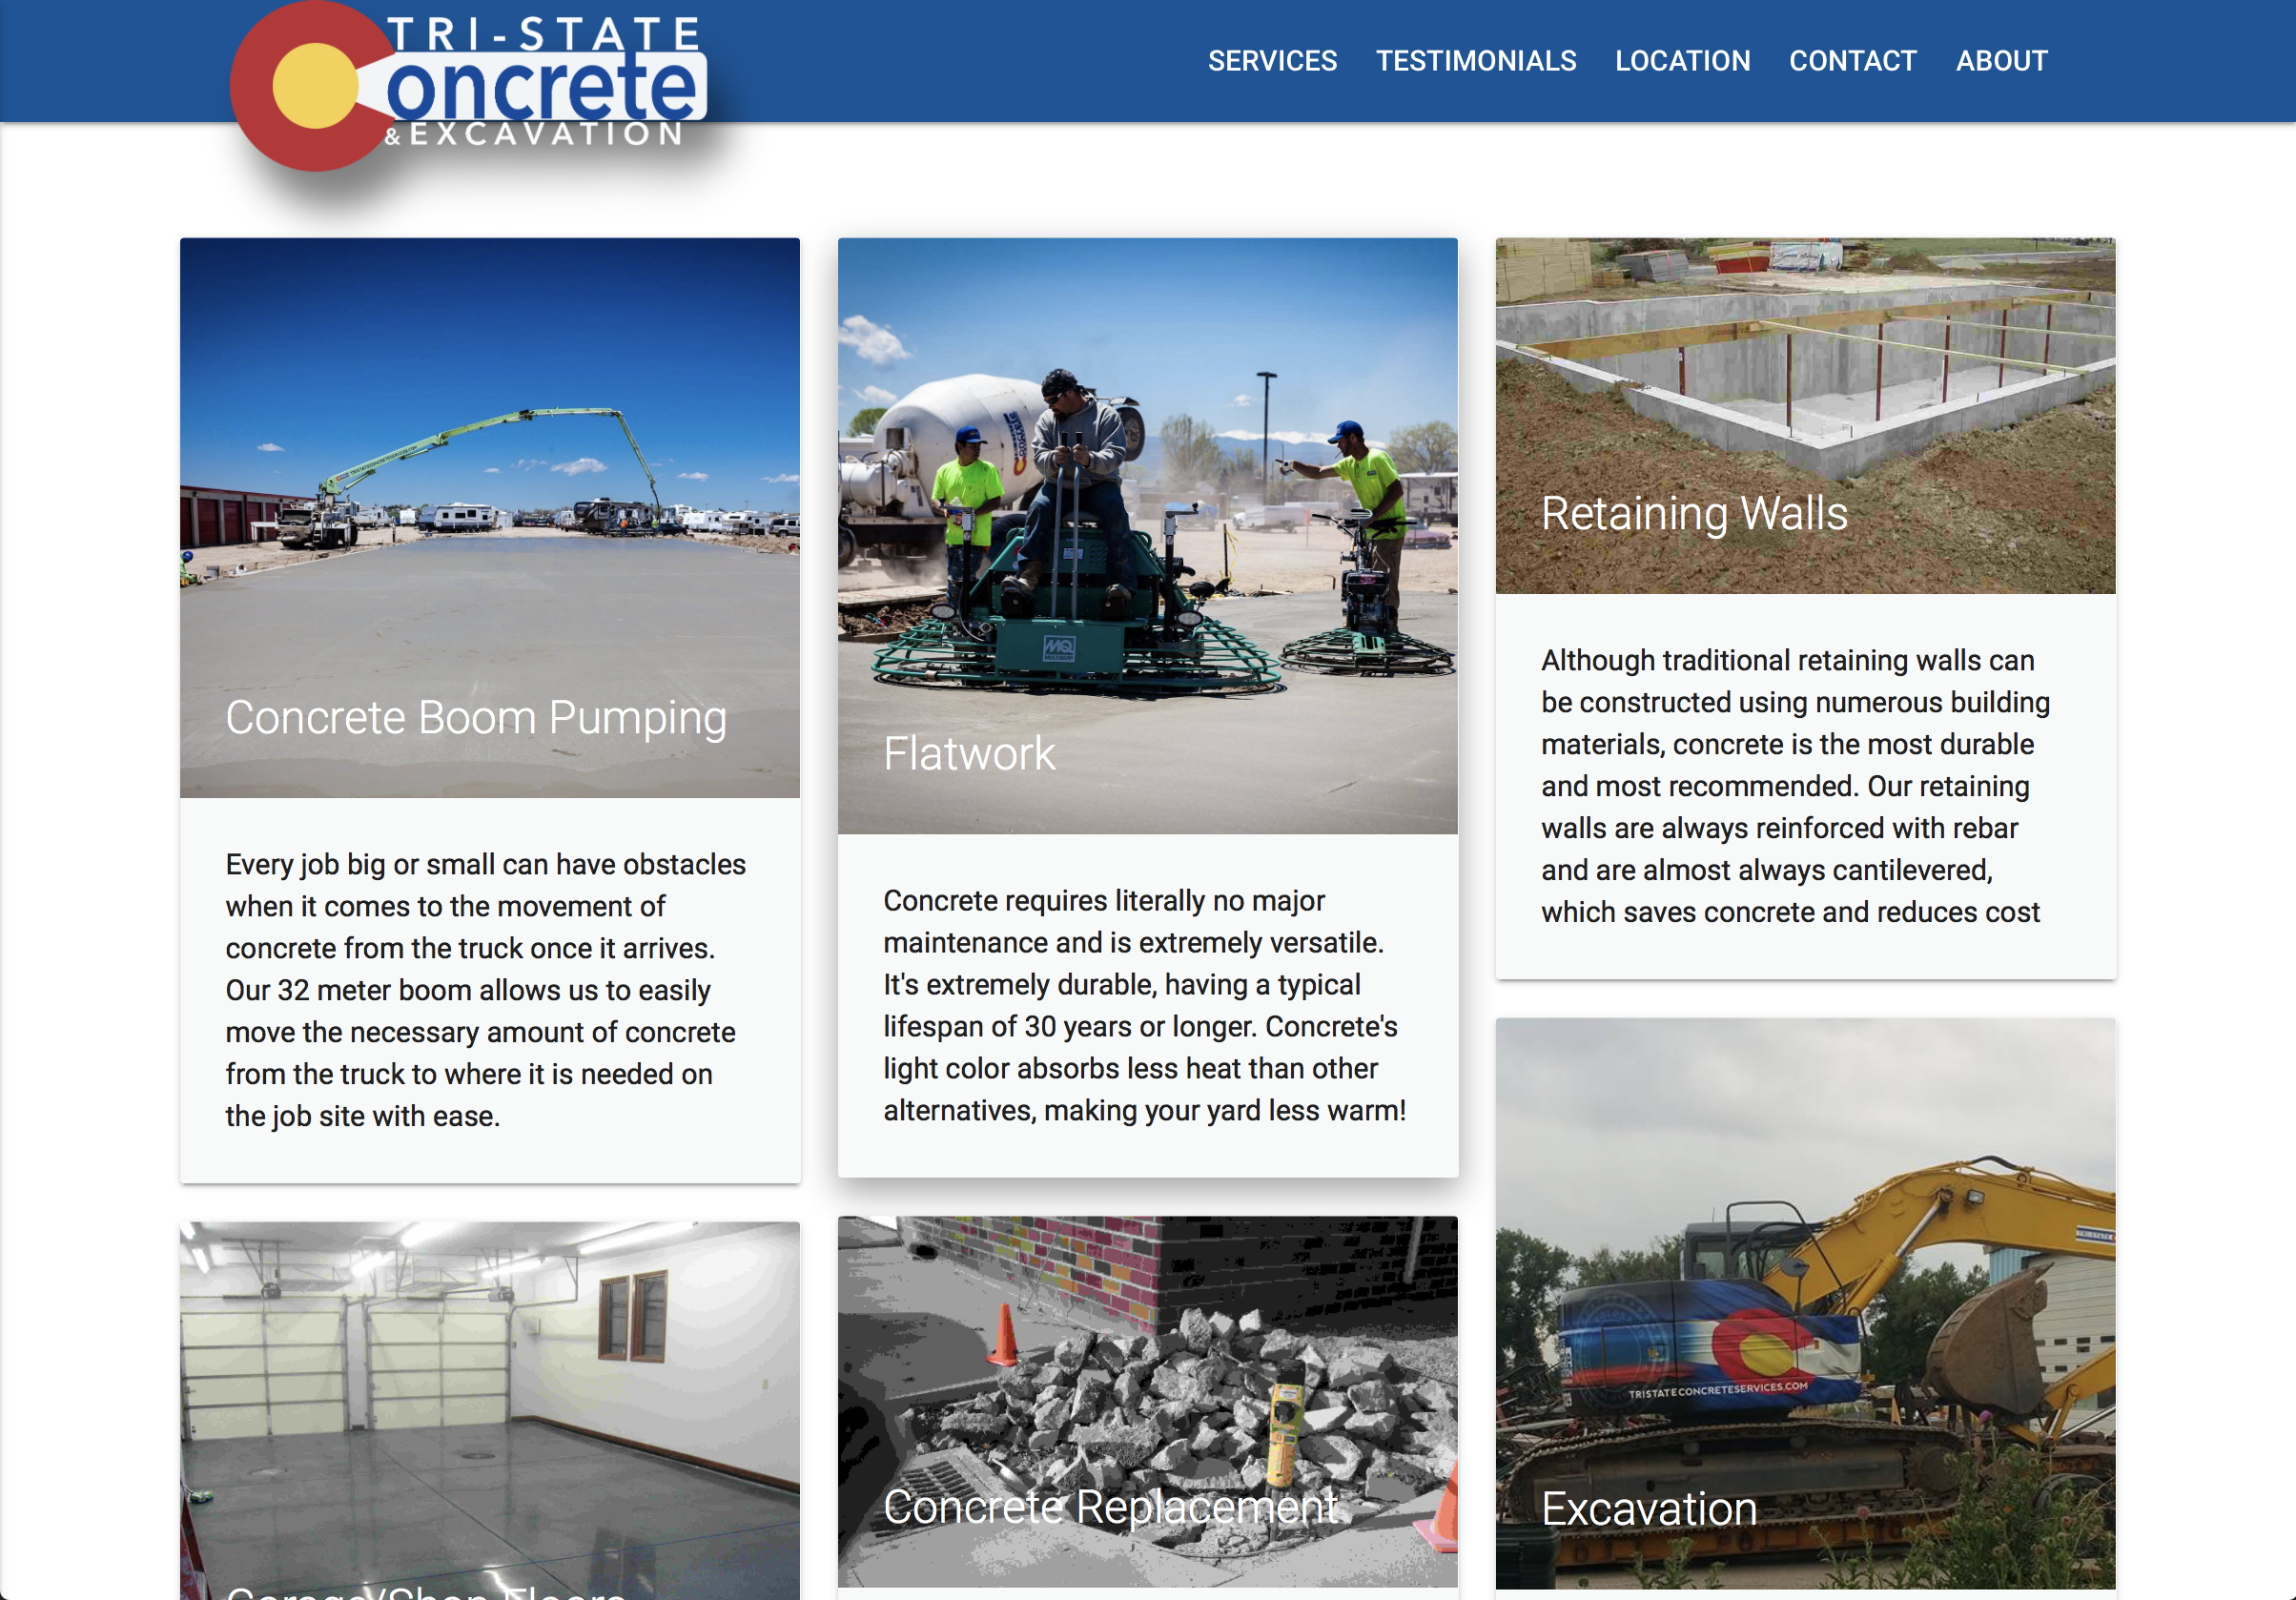 TRI-STATE
Concrete
& EXCAVATION
SERVICES TESTIMONIALS LOCATION CONTACT ABOUT
Concrete Boom Pumping
Every job big or small can have obstacles
when it comes to the movement of
concrete from the truck once it arrives.
Our 32 meter boom allows us to easily
move the necessary amount of concrete
from the truck to where it is needed on
the job site with ease.
MQ
Flatwork
Concrete requires literally no major
maintenance and is extremely versatile.
It's extremely durable, having a typical
lifespan of 30 years or longer. Concrete's
light color absorbs less heat than other
alternatives, making your yard less warm!
Retaining Walls
Although traditional retaining walls can
be constructed using numerous building
materials, concrete is the most durable
and most recommended. Our retaining
walls are always reinforced with rebar
and are almost always cantilevered,
which saves concrete and reduces cost
Garage/Shop Floors
Concrete Replacement
TRI-STATE
TRISTATECONCRETESERVICES.COM
Excavation